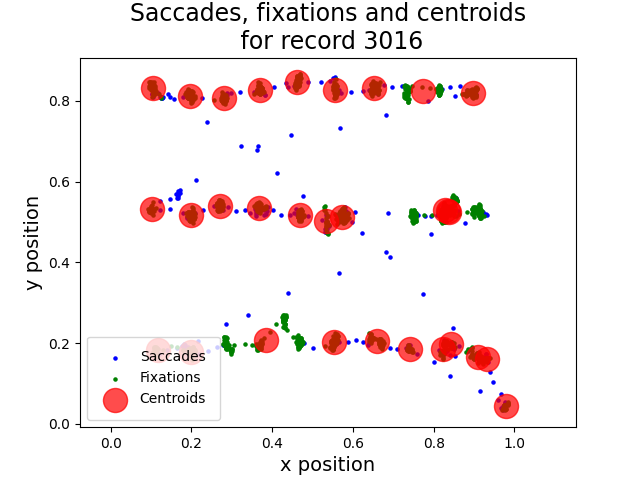 Saccades, fixations and centroids
for record 3016
y position
0.8
0.6
0.4
0.2
0.0
Saccades
Fixations
Centroids
0.0 0.2 0.4 0.6 0.8 1.0
x position